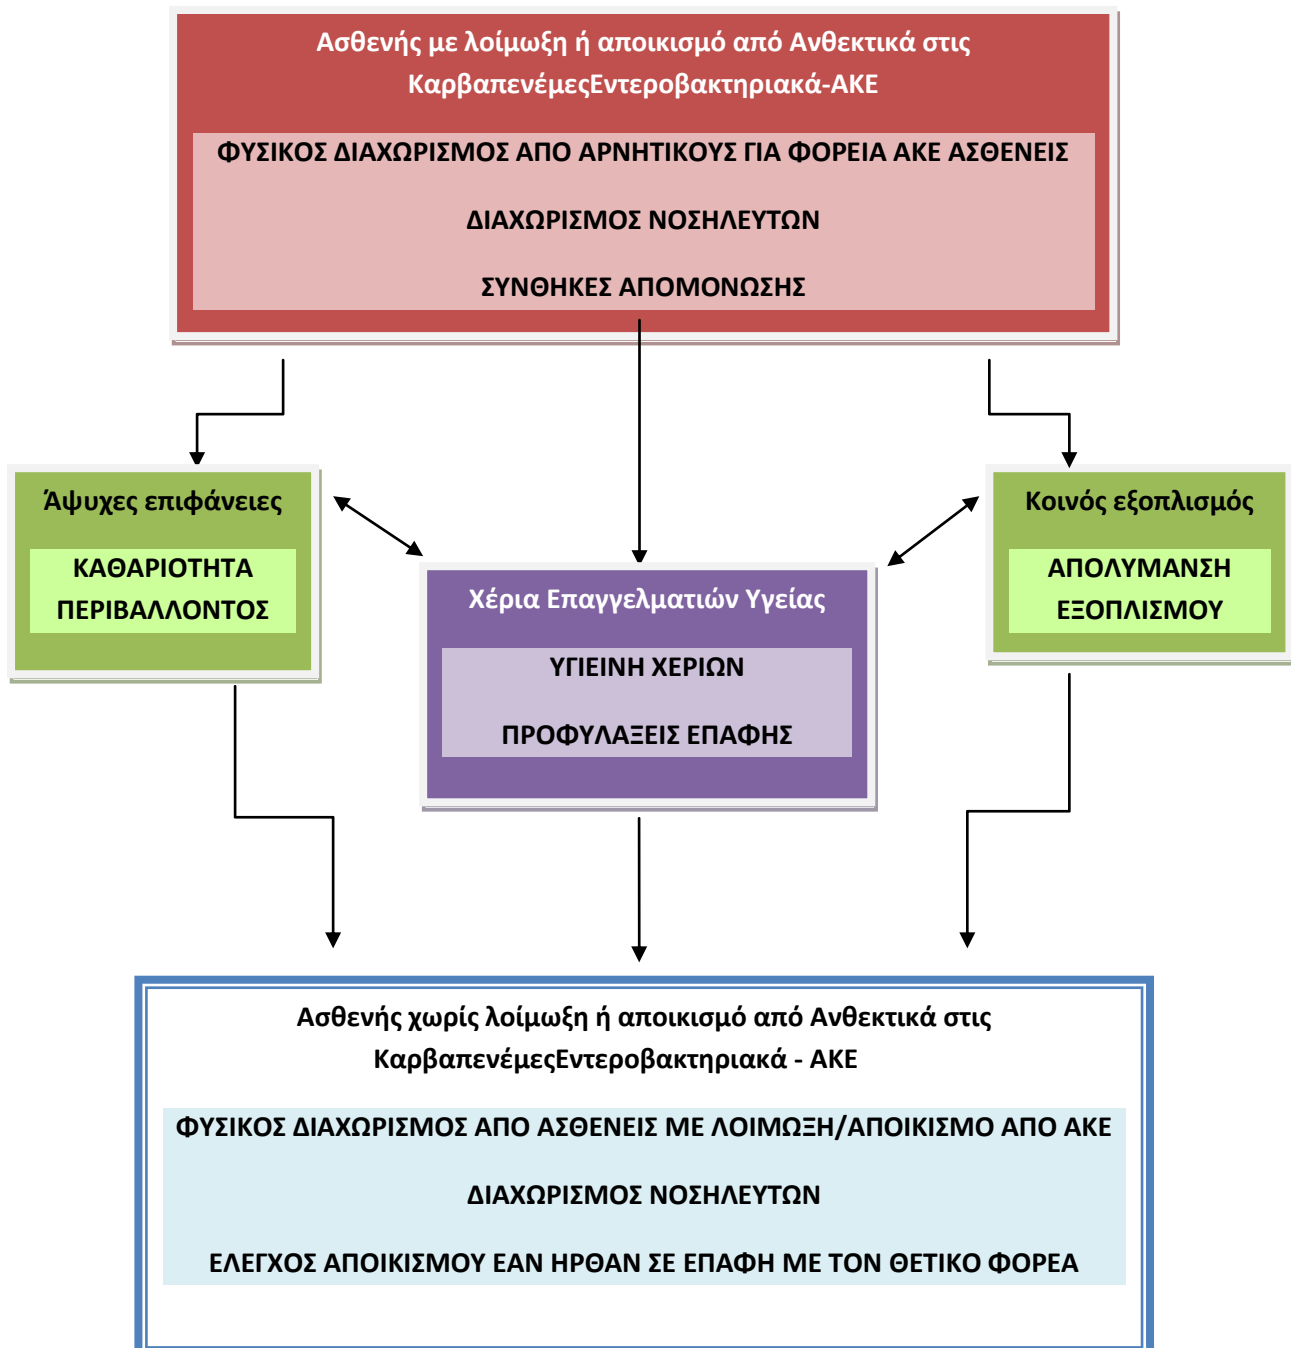 Ασθενής με λοίμωξη ή αποικισμό από Ανθεκτικά στις
ΚαρβαπενέμεςΕντεροβακτηριακά-ΑΚΕ
ΦΥΣΙΚΟΣ ΔΙΑΧΩΡΙΣΜΟΣ ΑΠΟ ΑΡΝΗΤΙΚΟΥΣ ΓΙΑ ΦΟΡΕΙΑ ΑΚΕ ΑΣΘΕΝΕΙΣ
ΔΙΑΧΩΡΙΣΜΟΣ ΝΟΣΗΛΕΥΤΩΝ
ΣΥΝΘΗΚΕΣ ΑΠΟΜΟΝΩΣΗΣ
Άψυχες επιφάνειες
ΚΑΘΑΡΙΟΤΗΤΑ
ΠΕΡΙΒΑΛΛΟΝΤΟΣ
Κοινός εξοπλισμός
ΑΠΟΛΥΜΑΝΣΗ
ΕΞΟΠΛΙΣΜΟΥ
Χέρια Επαγγελματιών Υγείας
ΥΓΙΕΙΝΗ ΧΕΡΙΩΝ
ΠΡΟΦΥΛΑΞΕΙΣ ΕΠΑΦΗΣ
Ασθενής χωρίς λοίμωξη ή αποικισμό από Ανθεκτικά στις
ΚαρβαπενέμεςΕντεροβακτηριακά - ΑΚΕ
ΦΥΣΙΚΟΣ ΔΙΑΧΩΡΙΣΜΟΣ ΑΠΟ ΑΣΘΕΝΕΙΣ ΜΕ ΛΟΙΜΩΞΗ/ΑΠΟΙΚΙΣΜΟ ΑΠΟ ΑΚΕ
ΔΙΑΧΩΡΙΣΜΟΣ ΝΟΣΗΛΕΥΤΩΝ
ΕΛΕΓΧΟΣ ΑΠΟΙΚΙΣΜΟΥ ΕΑΝ ΗΡΘΑΝ ΣΕ ΕΠΑΦΗ ΜΕ ΤΟΝ ΘΕΤΙΚΟ ΦΟΡΕΑ